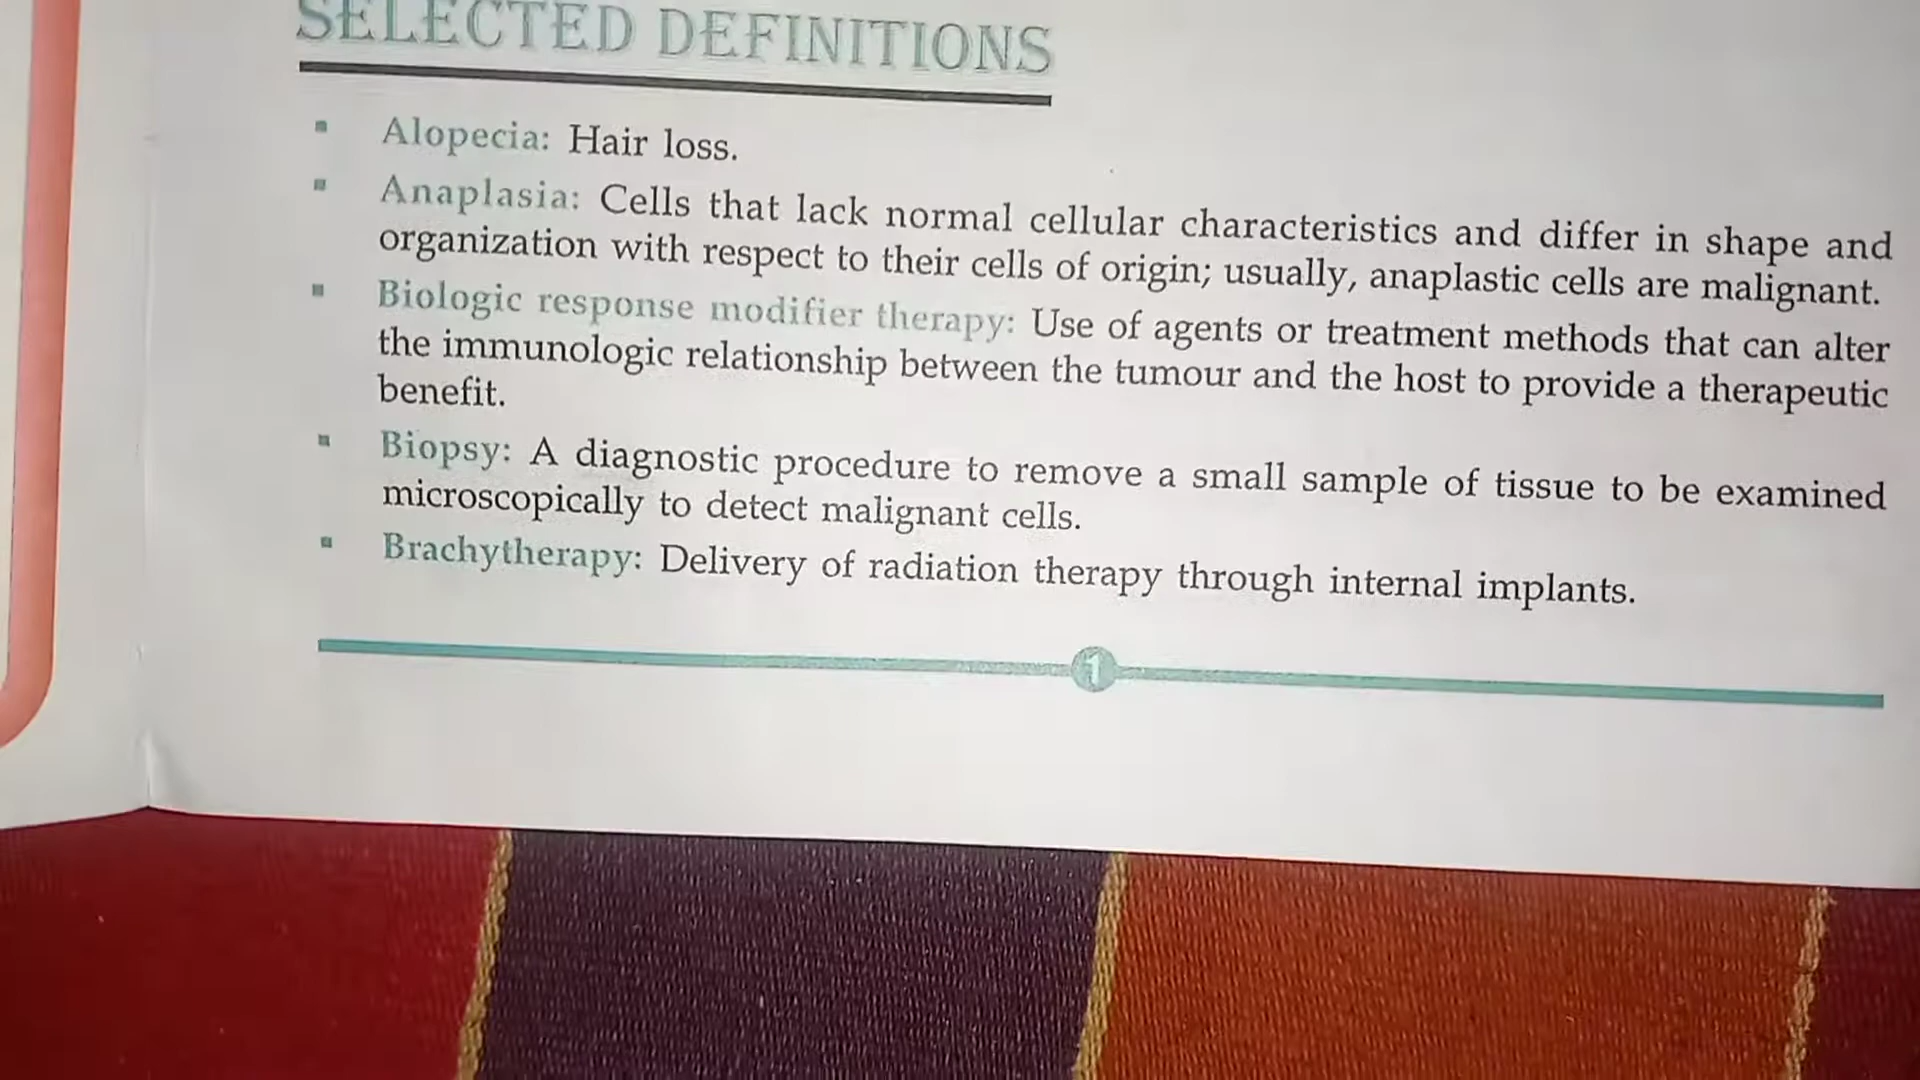 SELECTED DEFINITIONS
▪ Alopecia: Hair loss.
▪ Anaplasia: Cells that lack normal cellular characteristics and differ in shape and
organization with respect to their cells of origin; usually, anaplastic cells are malignant.
▪ Biologic response modifier therapy: Use of agents or treatment methods that can alter
the immunologic relationship between the tumour and the host to provide a therapeutic
benefit.
▪ Biopsy: A diagnostic procedure to remove a small sample of tissue to be examined
microscopically to detect malignant cells.
▪ Brachytherapy: Delivery of radiation therapy through internal implants.
1